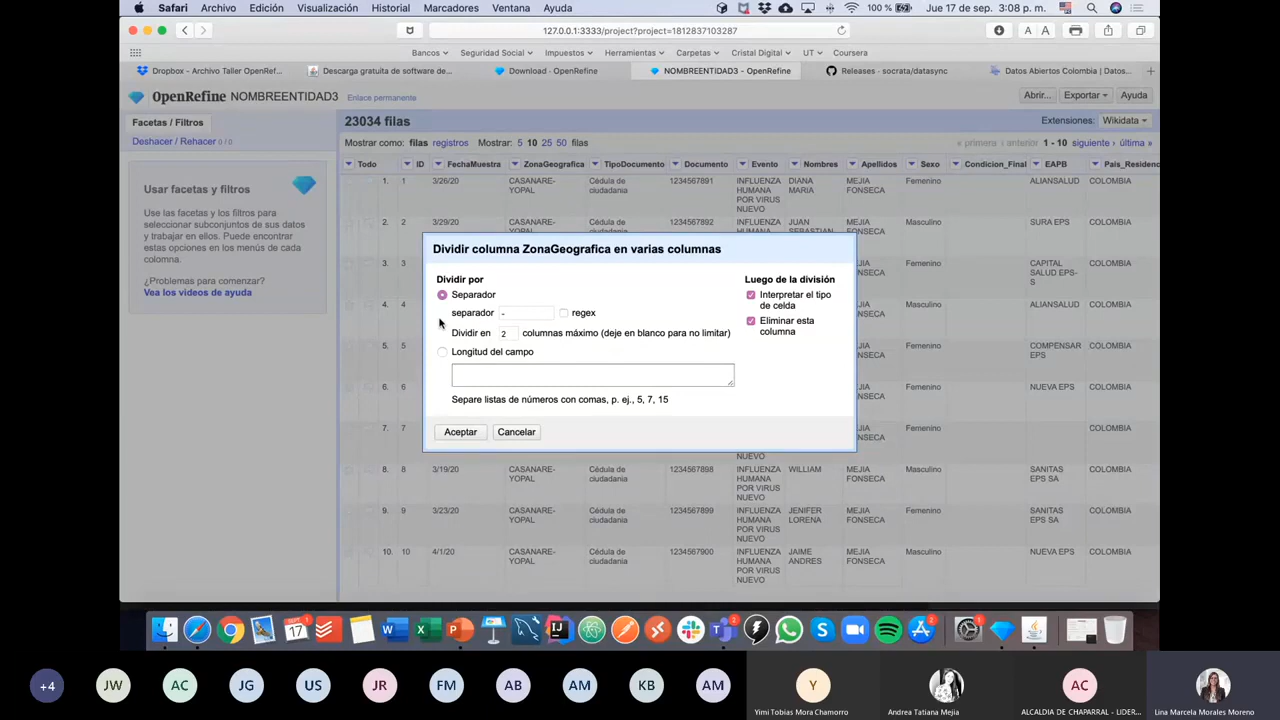 Safari Archivo Edición Visualización Historial Marcadores Ventana Ayuda 100 % Jue 17 de sep. 3:08 p. m.
127.0.0.1:3333/project?project=1812837103287 A A
Bancos Seguridad Social Impuestos Herramientas Carpetas Cristal Digital UT Coursera
Dropbox - Archivo Taller OpenRef... Descarga gratuita de software de... Download · OpenRefine NOMBREENTIDAD3 - OpenRefine Releases · socrata/datasync Datos Abiertos Colombia | Datos...
OpenRefine NOMBREENTIDAD3 Enlace permanente Abrir... Exportar Ayuda
Facetas / Filtros 23034 filas Extensiones: Wikidata
Deshacer / Rehacer 0 / 0 Mostrar como: filas registros Mostrar: 5 10 25 50 filas « primera ‹ anterior 1 - 10 siguiente › última »
Todo ID FechaMuestra ZonaGeografica TipoDocumento Documento Evento Nombres Apellidos Sexo Condicion_Final EAPB Pais_Residenc
Usar facetas y filtros
Use las facetas y los filtros para
seleccionar subconjuntos de sus datos
y trabajar en ellos. Puede encontrar
estas opciones en los menús de cada
columna.
¿Problemas para comenzar?
Vea los videos de ayuda
1. 1 3/26/20 CASANARE- Cédula de 1234567891 INFLUENZA DIANA MEJIA Femenino ALIANSALUD COLOMBIA
YOPAL ciudadania HUMANA MARIA FONSECA
POR VIRUS
NUEVO
2. 2 3/29/20 CASANARE- Cédula de 1234567892 INFLUENZA JUAN MEJIA Masculino SURA EPS COLOMBIA
YOPAL ciudadania HUMANA SEBASTIAN FONSECA
Dividir columna ZonaGeografica en varias columnas
Dividir por
Separador
separador - regex
Dividir en 2 columnas máximo (deje en blanco para no limitar)
Longitud del campo
Separe listas de números con comas, p. ej., 5, 7, 15
Luego de la división
Interpretar el tipo
de celda
Eliminar esta
columna
Aceptar Cancelar
3. 3 MEJIA Femenino CAPITAL COLOMBIA
FONSECA SALUD EPS-
S
4. 4 MEJIA Masculino ALIANSALUD COLOMBIA
FONSECA
5. 5 MEJIA Femenino COMPENSAR COLOMBIA
FONSECA EPS
6. 6 MEJIA Masculino NUEVA EPS COLOMBIA
FONSECA
7. 7 MEJIA Masculino COLOMBIA
FONSECA
POR VIRUS
NUEVO
8. 8 3/19/20 CASANARE- Cédula de 1234567898 INFLUENZA WILLIAM MEJIA Masculino SANITAS COLOMBIA
YOPAL ciudadania HUMANA FONSECA EPS SA
POR VIRUS
NUEVO
9. 9 3/23/20 CASANARE- Cédula de 1234567899 INFLUENZA JENIFER MEJIA Femenino SANITAS COLOMBIA
YOPAL ciudadania HUMANA LORENA FONSECA EPS SA
POR VIRUS
NUEVO
10. 10 4/1/20 CASANARE- Cédula de 1234567900 INFLUENZA JAIME MEJIA Masculino NUEVA EPS COLOMBIA
YOPAL ciudadania HUMANA ANDRES FONSECA
POR VIRUS
NUEVO
+4 JW AC JG US JR FM AB AM KB AM Y AC
Yimi Tobias Mora Chamorro Andrea Tatiana Mejia ALCALDIA DE CHAPARRAL - LIDER... Lina Marcela Morales Moreno